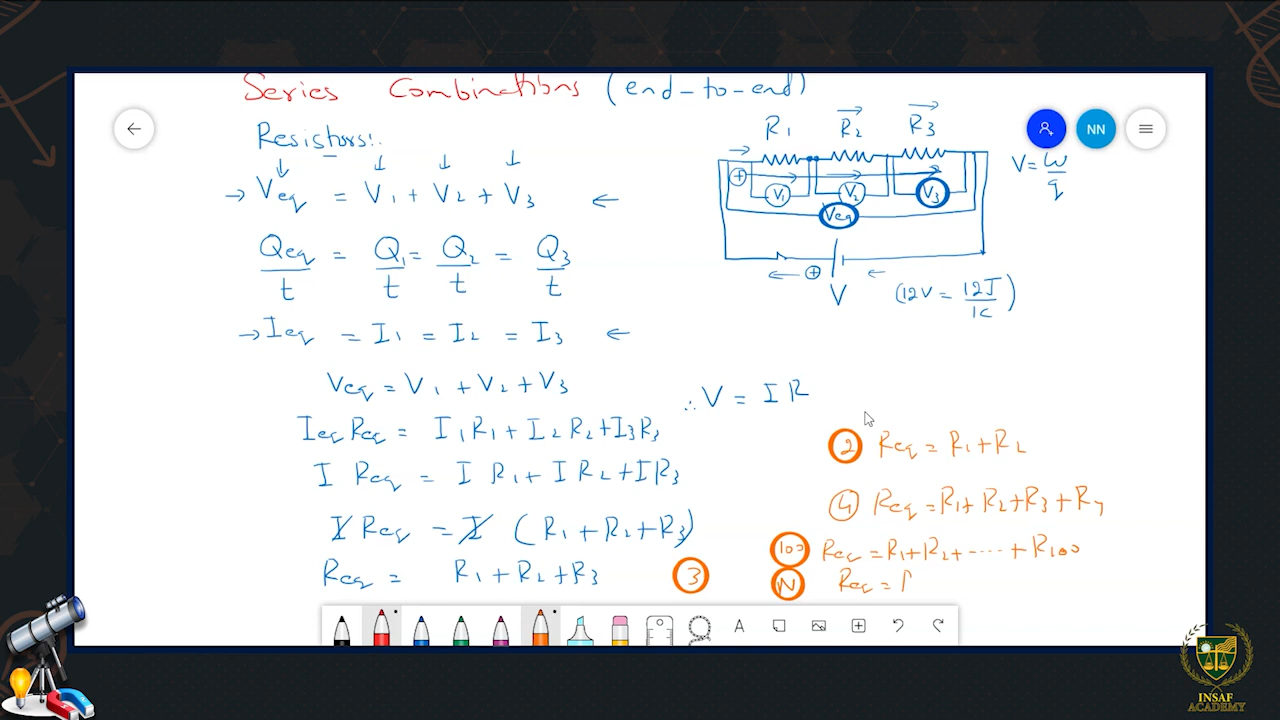 Series Combinations (end-to-end)
Resistors:.
→ Veq = V1 + V2 + V3 ←
Qeq/t = Q1/t = Q2/t = Q3/t
→ Ieq = I1 = I2 = I3 ←
Veq = V1 + V2 + V3
Ieq Req = I1R1 + I2R2 + I3R3
I Req = I R1 + I R2 + I R3
I Req = I (R1 + R2 + R3)
Req = R1 + R2 + R3 ③
R1 R2 R3
V1 V2 V3
Veq
V
V = W/q
(12V = 12J/1C)
∴ V = I R
② Req = R1 + R2
④ Req = R1 + R2 + R3 + R4
100 Req = R1 + R2 + ---- + R100
N Req = R
NN
A
INSAF
ACADEMY